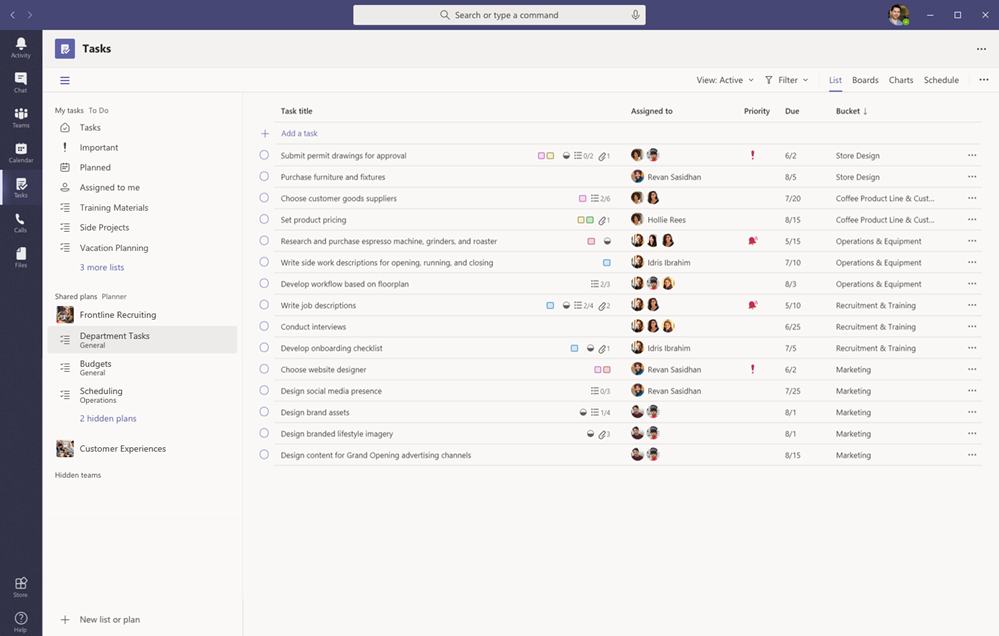 Search or type a command
Activity
Chat
Teams
Calendar
Tasks
Calls
Files
Store
Help
Tasks
View: Active Filter List Boards Charts Schedule
My tasks To Do
Tasks
Important
Planned
Assigned to me
Training Materials
Side Projects
Vacation Planning
3 more lists
Shared plans Planner
Frontline Recruiting
Department Tasks
General
Budgets
General
Scheduling
Operations
2 hidden plans
Customer Experiences
Hidden teams
New list or plan
Task title Assigned to Priority Due Bucket ↓
Add a task
Submit permit drawings for approval 0/2 1 6/2 Store Design
Purchase furniture and fixtures Revan Sasidhan 8/5 Store Design
Choose customer goods suppliers 2/6 7/20 Coffee Product Line & Cust...
Set product pricing 1 Hollie Rees 8/15 Coffee Product Line & Cust...
Research and purchase espresso machine, grinders, and roaster 5/15 Operations & Equipment
Write side work descriptions for opening, running, and closing Idris Ibrahim 7/10 Operations & Equipment
Develop workflow based on floorplan 2/3 8/3 Operations & Equipment
Write job descriptions 2/4 2 5/10 Recruitment & Training
Conduct interviews 6/25 Recruitment & Training
Develop onboarding checklist 1 Idris Ibrahim 7/5 Recruitment & Training
Choose website designer Revan Sasidhan 6/2 Marketing
Design social media presence 0/3 Revan Sasidhan 7/25 Marketing
Design brand assets 1/4 8/1 Marketing
Design branded lifestyle imagery 3 8/1 Marketing
Design content for Grand Opening advertising channels 8/15 Marketing